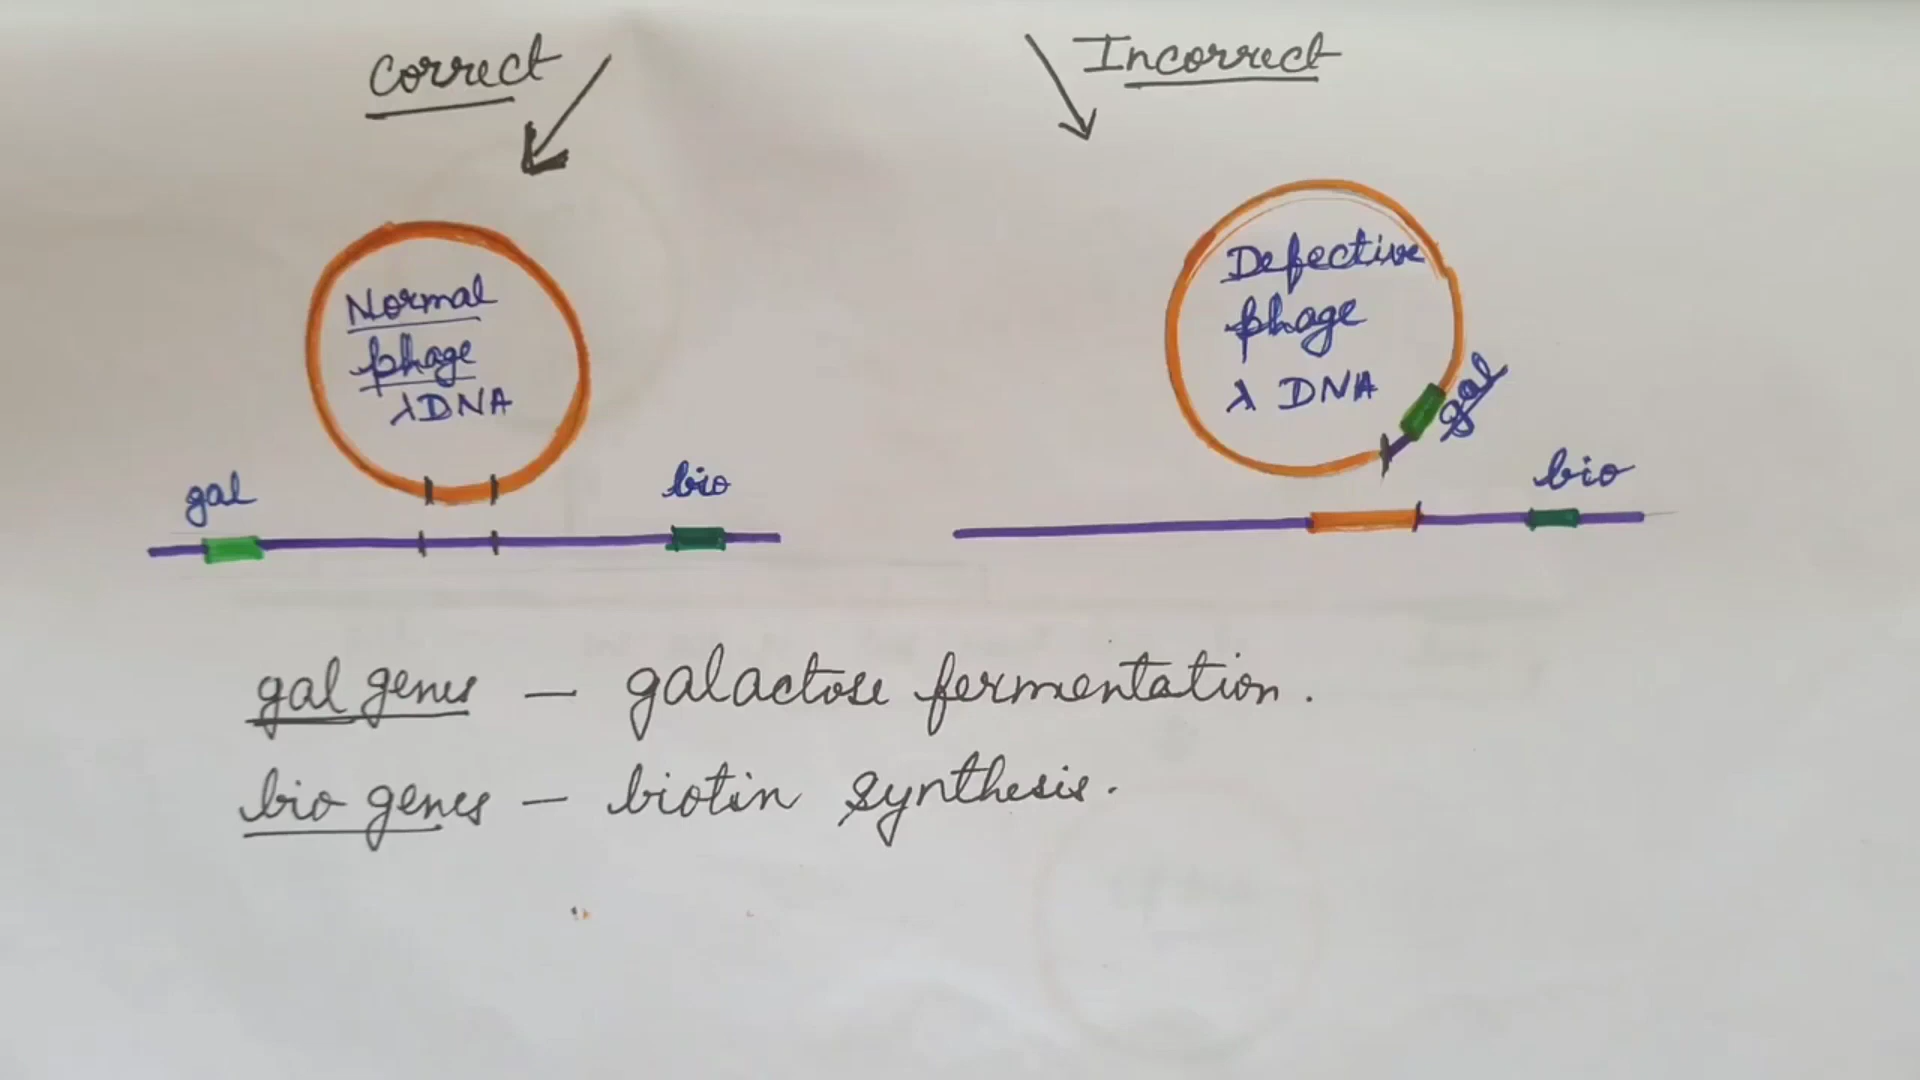 Correct
Incorrect
Normal
phage
λ DNA
gal
bio
Defective
phage
λ DNA
gal
bio
gal genes - galactose fermentation.
bio genes - biotin synthesis.